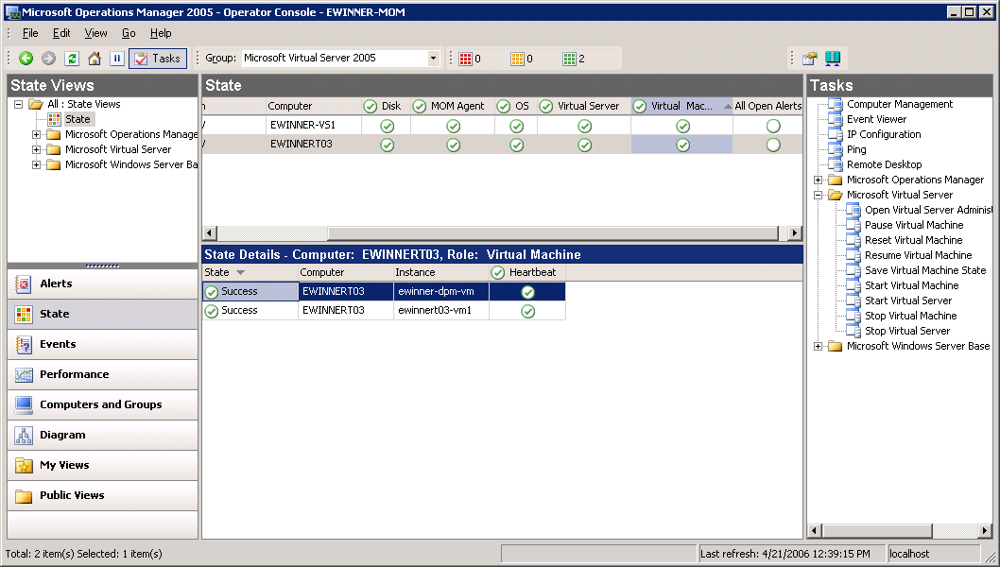 Microsoft Operations Manager 2005 - Operator Console - EWINNER-MOM
File Edit View Go Help
Tasks Group: Microsoft Virtual Server 2005 0 0 2
State Views
All : State Views
State
Microsoft Operations Manage
Microsoft Virtual Server
Microsoft Windows Server Ba
Alerts
State
Events
Performance
Computers and Groups
Diagram
My Views
Public Views
State
Computer Disk MOM Agent OS Virtual Server Virtual Mac... All Open Alerts
EWINNER-VS1
EWINNERT03
State Details - Computer: EWINNERT03, Role: Virtual Machine
State Computer Instance Heartbeat
Success EWINNERT03 ewinner-dpm-vm
Success EWINNERT03 ewinnert03-vm1
Tasks
Computer Management
Event Viewer
IP Configuration
Ping
Remote Desktop
Microsoft Operations Manager
Microsoft Virtual Server
Open Virtual Server Adminis
Pause Virtual Machine
Reset Virtual Machine
Resume Virtual Machine
Save Virtual Machine State
Start Virtual Machine
Start Virtual Server
Stop Virtual Machine
Stop Virtual Server
Microsoft Windows Server Base
Total: 2 item(s) Selected: 1 item(s)
Last refresh: 4/21/2006 12:39:15 PM
localhost